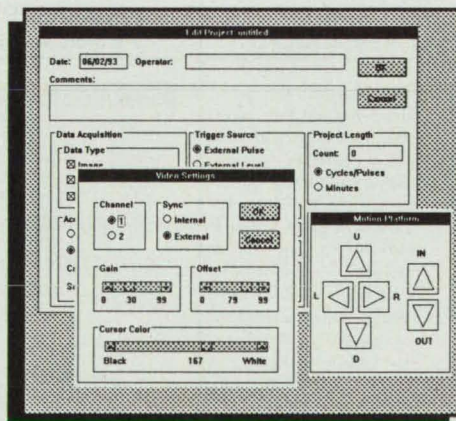 Edit Project: untitled
Date: 06/02/93 Operator:
OK
Comments:
Cancel
Data Acquisition
Data Type
Image
Trigger Source
External Pulse
External Level
Project Length
Count: 0
Cycles/Pulses
Minutes
Video Settings
Channel
1
2
Sync
Internal
External
OK
Cancel
Gain
0 30 99
Offset
0 79 99
Cursor Color
Black 167 White
Motion Platform
U
L R
D
IN
OUT